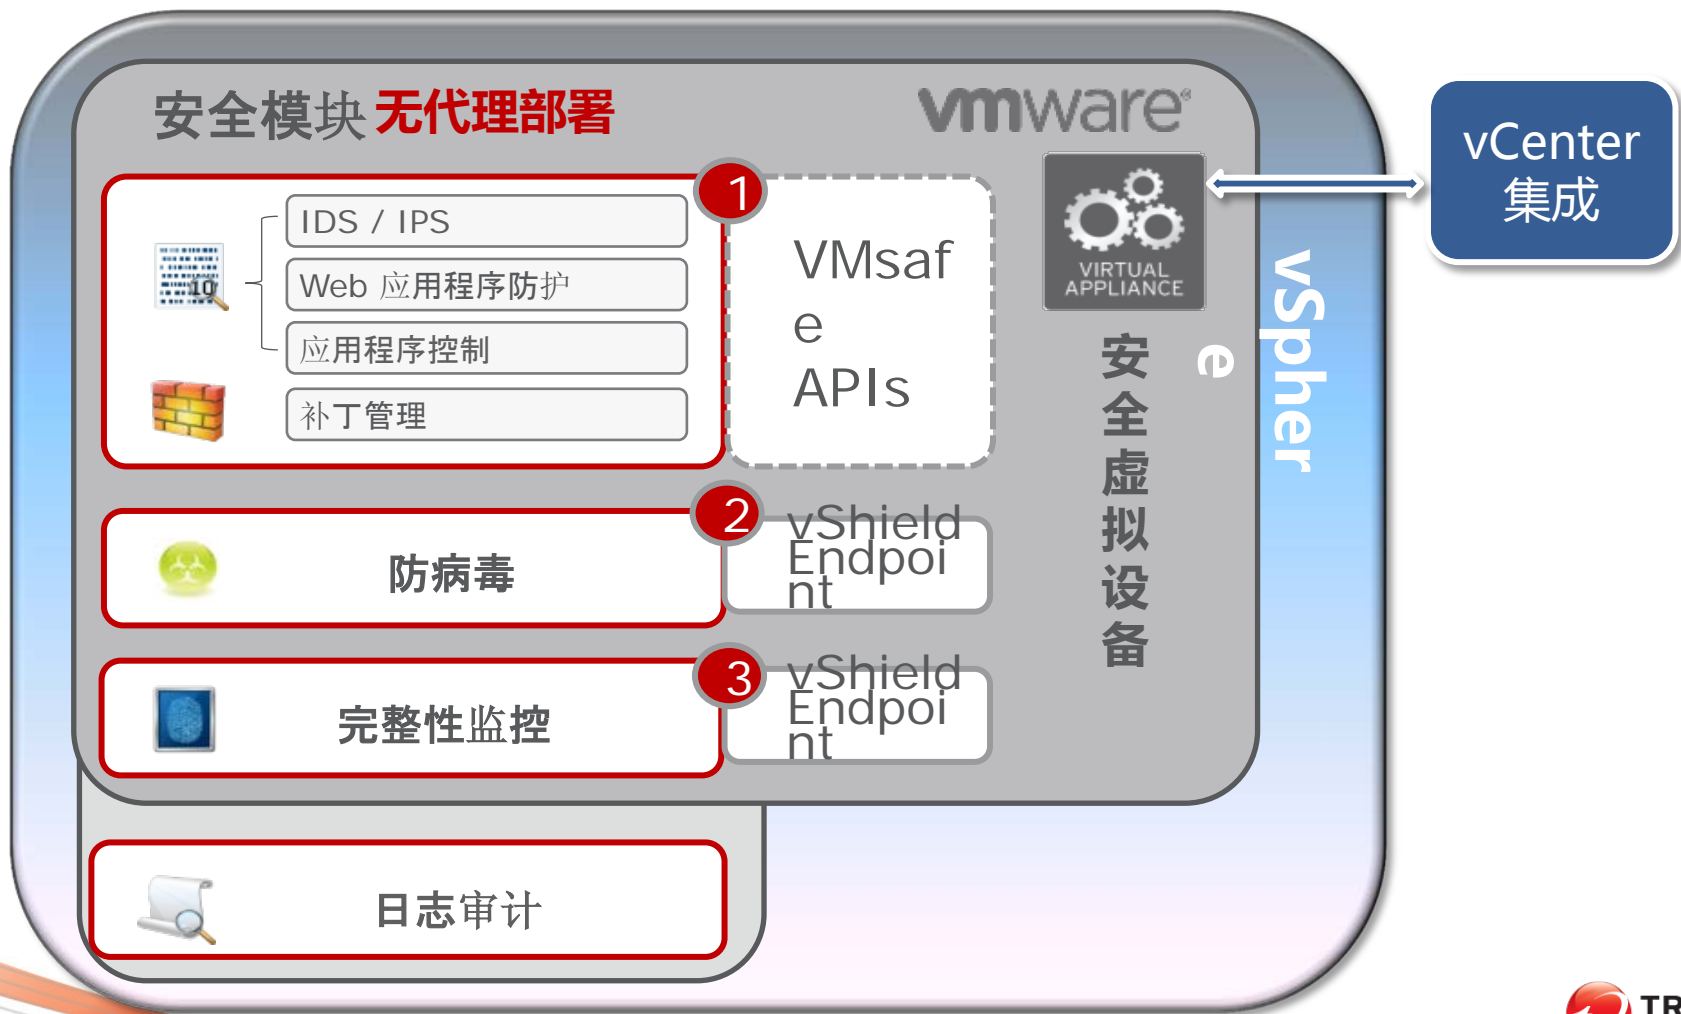 安全模块 无代理部署
vmware
vCenter
集成
1
IDS / IPS
Web 应用程序防护
应用程序控制
补丁管理
10
VMsaf
e
APIs
VIRTUAL
APPLIANCE
安
全
虚
拟
设
备
vSpher
e
2
防病毒
vShield
Endpoi
nt
3
完整性监控
vShield
Endpoi
nt
日志审计
TR